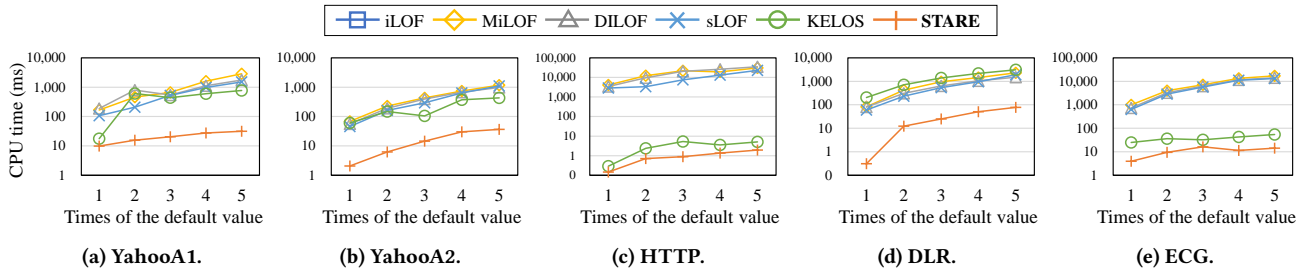 iLOF MiLOF DILOF sLOF KELOS STARE
CPU time (ms)
10,000
1,000
100
10
1
1 2 3 4 5
Times of the default value
(a) YahooA1.
10,000
1,000
100
10
1
1 2 3 4 5
Times of the default value
(b) YahooA2.
100,000
10,000
1,000
100
10
1
0
1 2 3 4 5
Times of the default value
(c) HTTP.
10,000
1,000
100
10
1
0
1 2 3 4 5
Times of the default value
(d) DLR.
100,000
10,000
1,000
100
10
1
1 2 3 4 5
Times of the default value
(e) ECG.